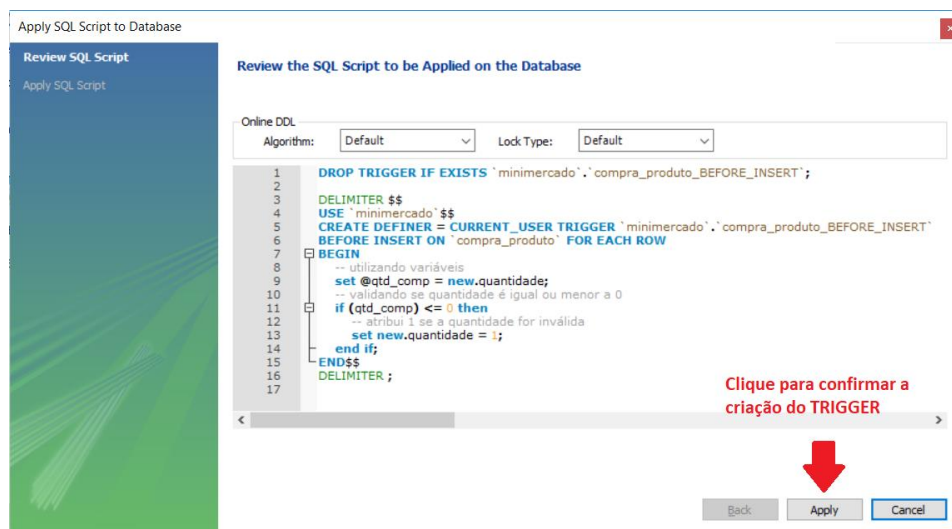 Apply SQL Script to Database
x
Review SQL Script
Apply SQL Script
Review the SQL Script to be Applied on the Database
Online DDL
Algorithm: Default Lock Type: Default
1 DROP TRIGGER IF EXISTS `minimercado`.`compra_produto_BEFORE_INSERT`;
2
3 DELIMITER $$
4 USE `minimercado`$$
5 CREATE DEFINER = CURRENT_USER TRIGGER `minimercado`.`compra_produto_BEFORE_INSERT`
6 BEFORE INSERT ON `compra_produto` FOR EACH ROW
7 BEGIN
8 -- utilizando variáveis
9 set @qtd_comp = new.quantidade;
10 -- validando se quantidade é igual ou menor a 0
11 if (qtd_comp) <= 0 then
12 -- atribui 1 se a quantidade for inválida
13 set new.quantidade = 1;
14 end if;
15 END$$
16 DELIMITER ;
17
Clique para confirmar a
criação do TRIGGER
Back Apply Cancel